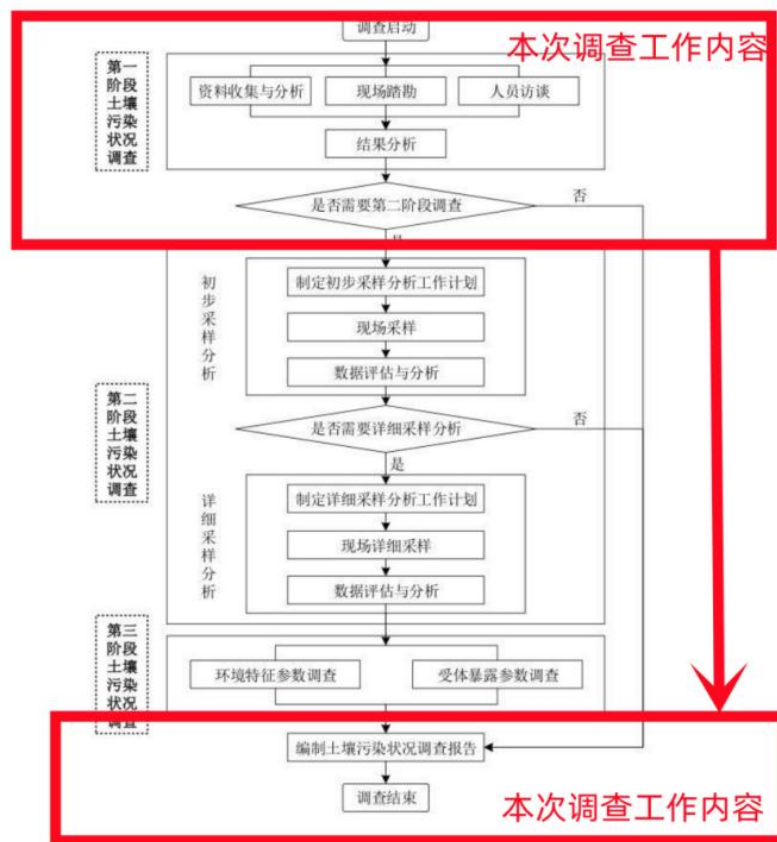 调查启动
本次调查工作内容
第一
阶段
土壤
污染
状况
调查
资料收集与分析
现场踏勘
人员访谈
结果分析
是否需要第二阶段调查
否
是
初步采样分析
制定初步采样分析工作计划
现场采样
数据评估与分析
第二
阶段
土壤
污染
状况
调查
是否需要详细采样分析
否
是
详细采样分析
制定详细采样分析工作计划
现场详细采样
数据评估与分析
第三
阶段
土壤
污染
状况
调查
环境特征参数调查
受体暴露参数调查
编制土壤污染状况调查报告
调查结束
本次调查工作内容